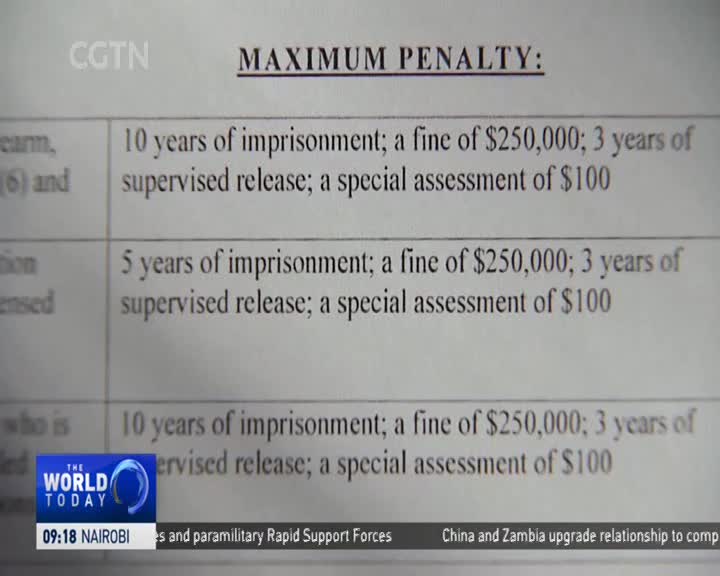 CGTN
MAXIMUM PENALTY:
earm,
10 years of imprisonment; a fine of $250,000; 3 years of
(6) and
supervised release; a special assessment of $100
tion
5 years of imprisonment; a fine of $250,000; 3 years of
ensed
supervised release; a special assessment of $100
who is
10 years of imprisonment; a fine of $250,000; 3 years of
ervised release; a special assessment of $100
THE
WORLD
TODAY
09:18 NAIROBI
es and paramilitary Rapid Support Forces China and Zambia upgrade relationship to comp